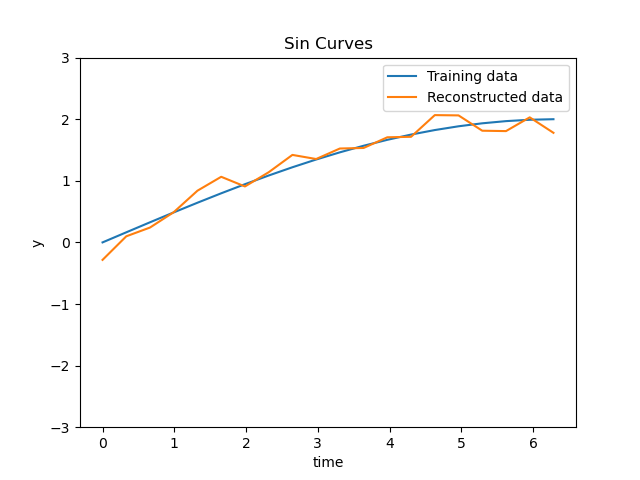 Sin Curves
Training data
Reconstructed data
3
2
1
0
−1
−2
−3
y
0 1 2 3 4 5 6
time